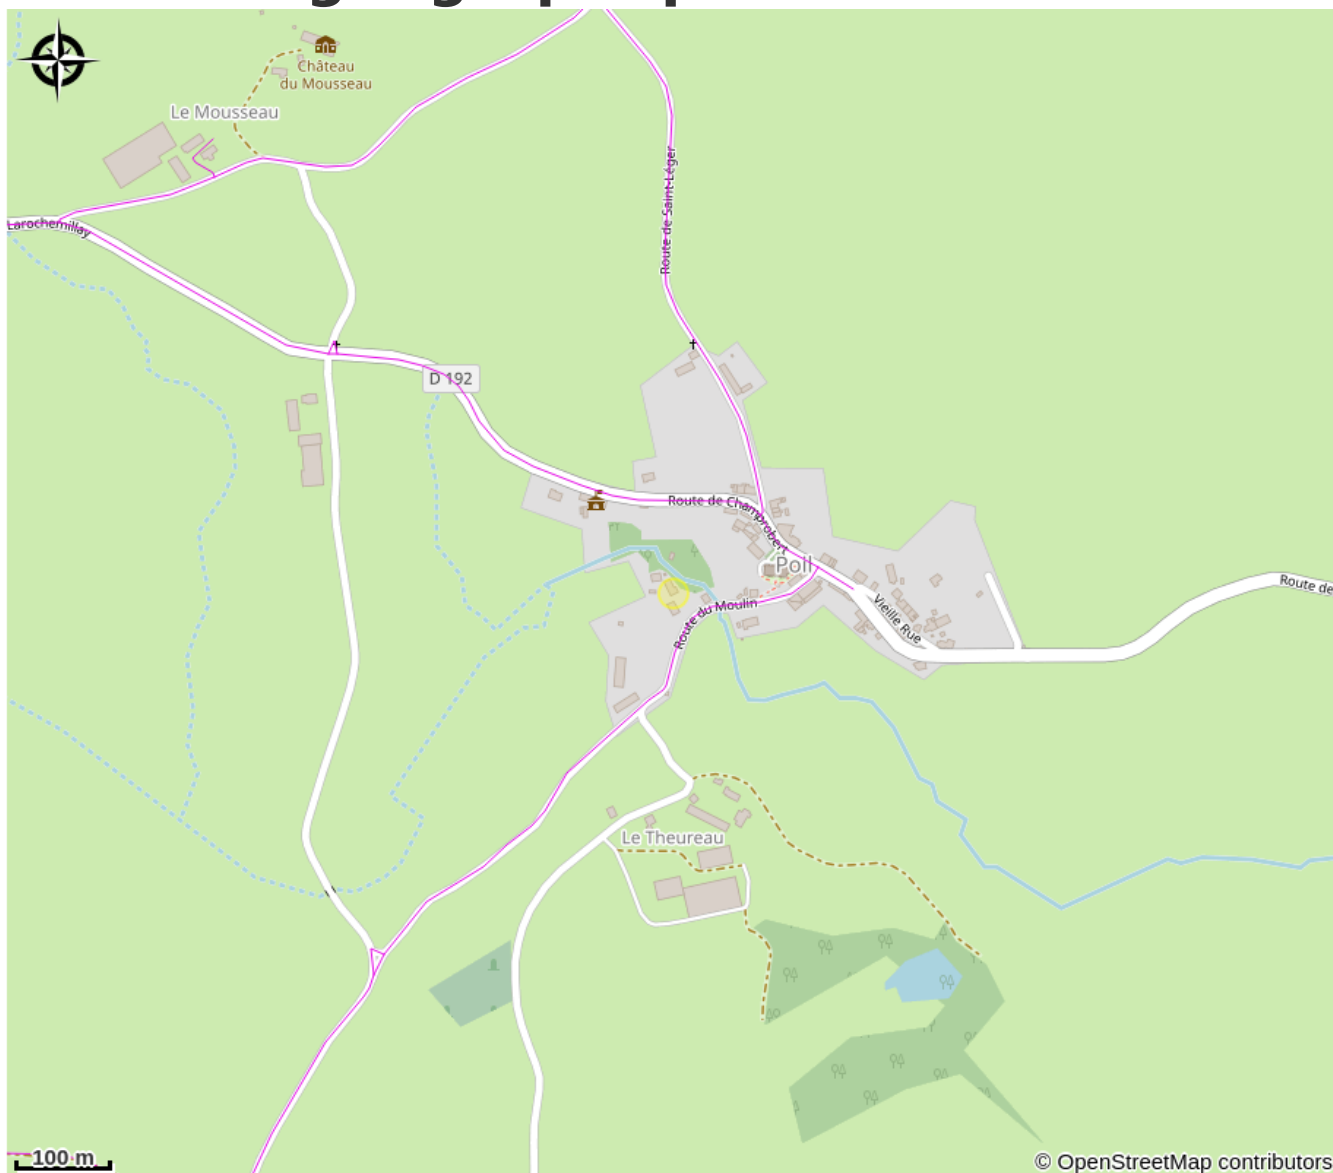 Château
du Mousseau
Le Mousseau
Route de Saint-Léger
Larochemillay
D 192
Route de Champrobert
Poil
Route de
Route du Moulin
Vieille Rue
Le Theureau
100 m
© OpenStreetMap contributors